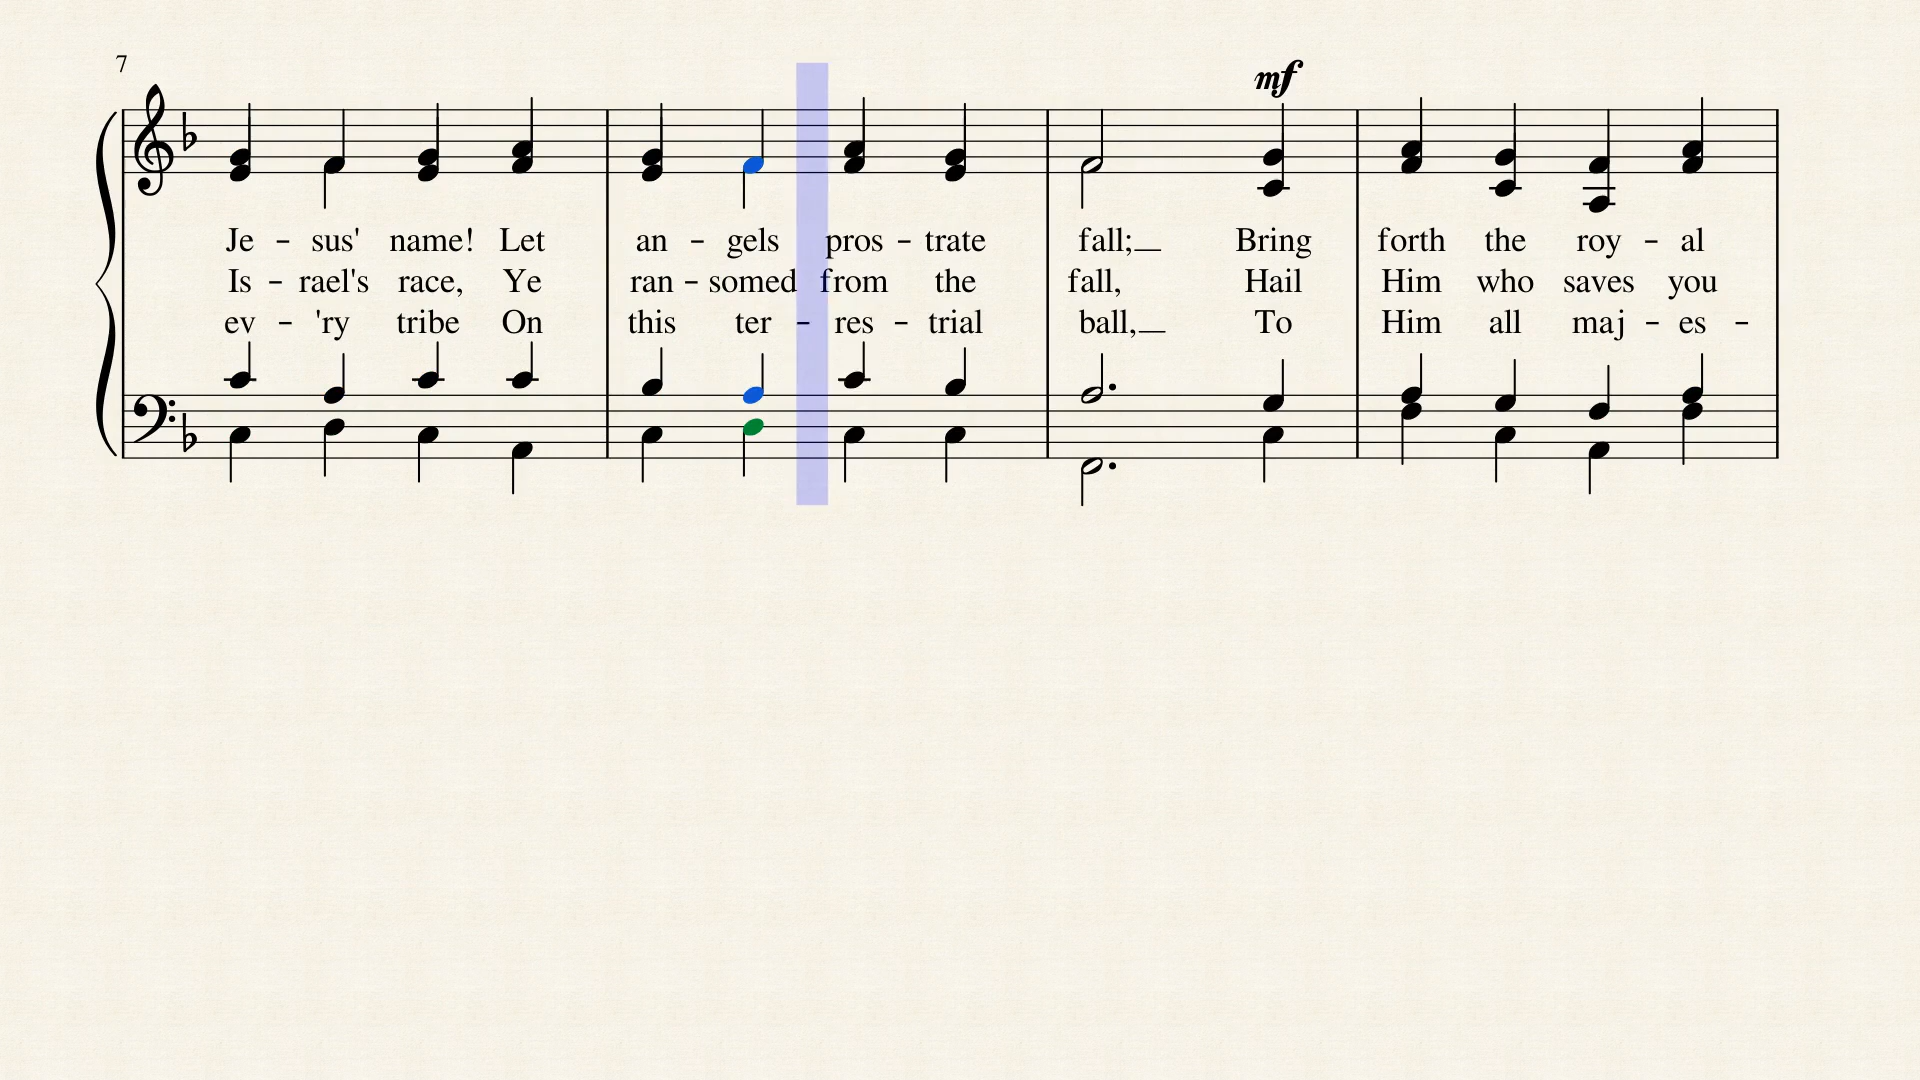 7
mf
Je - sus' name! Let an - gels pros - trate fall;_ Bring forth the roy - al
Is - rael's race, Ye ran - somed from the fall, Hail Him who saves you
ev - 'ry tribe On this ter - res - trial ball,_ To Him all maj - es -